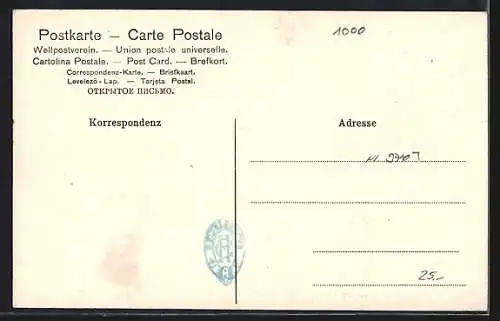 Postkarte — Carte Postale
Weltpostverein. — Union postale universelle.
Cartolina Postale. — Post Card. — Brefkort.
Correspondenz-Karte. — Briefkaart.
Levelező-Lap. — Tarjeta Postal.
ОТКРЫТОЕ ПИСЬМО.
1000
Korrespondenz
Adresse
25,-